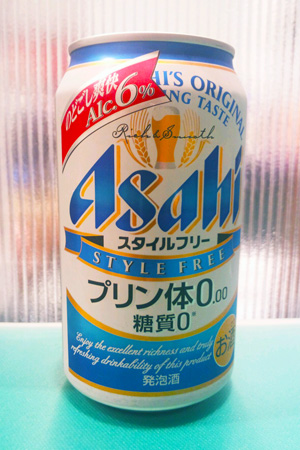 のどごし爽快
Alc.6%
HI'S ORIGINAL
NG TASTE
Rich & Smooth
Asahi
スタイルフリー
STYLE FREE
プリン体0.00
糖質0*
Enjoy the excellent richness and truly
refreshing drinkability of this product
お酒
発泡酒